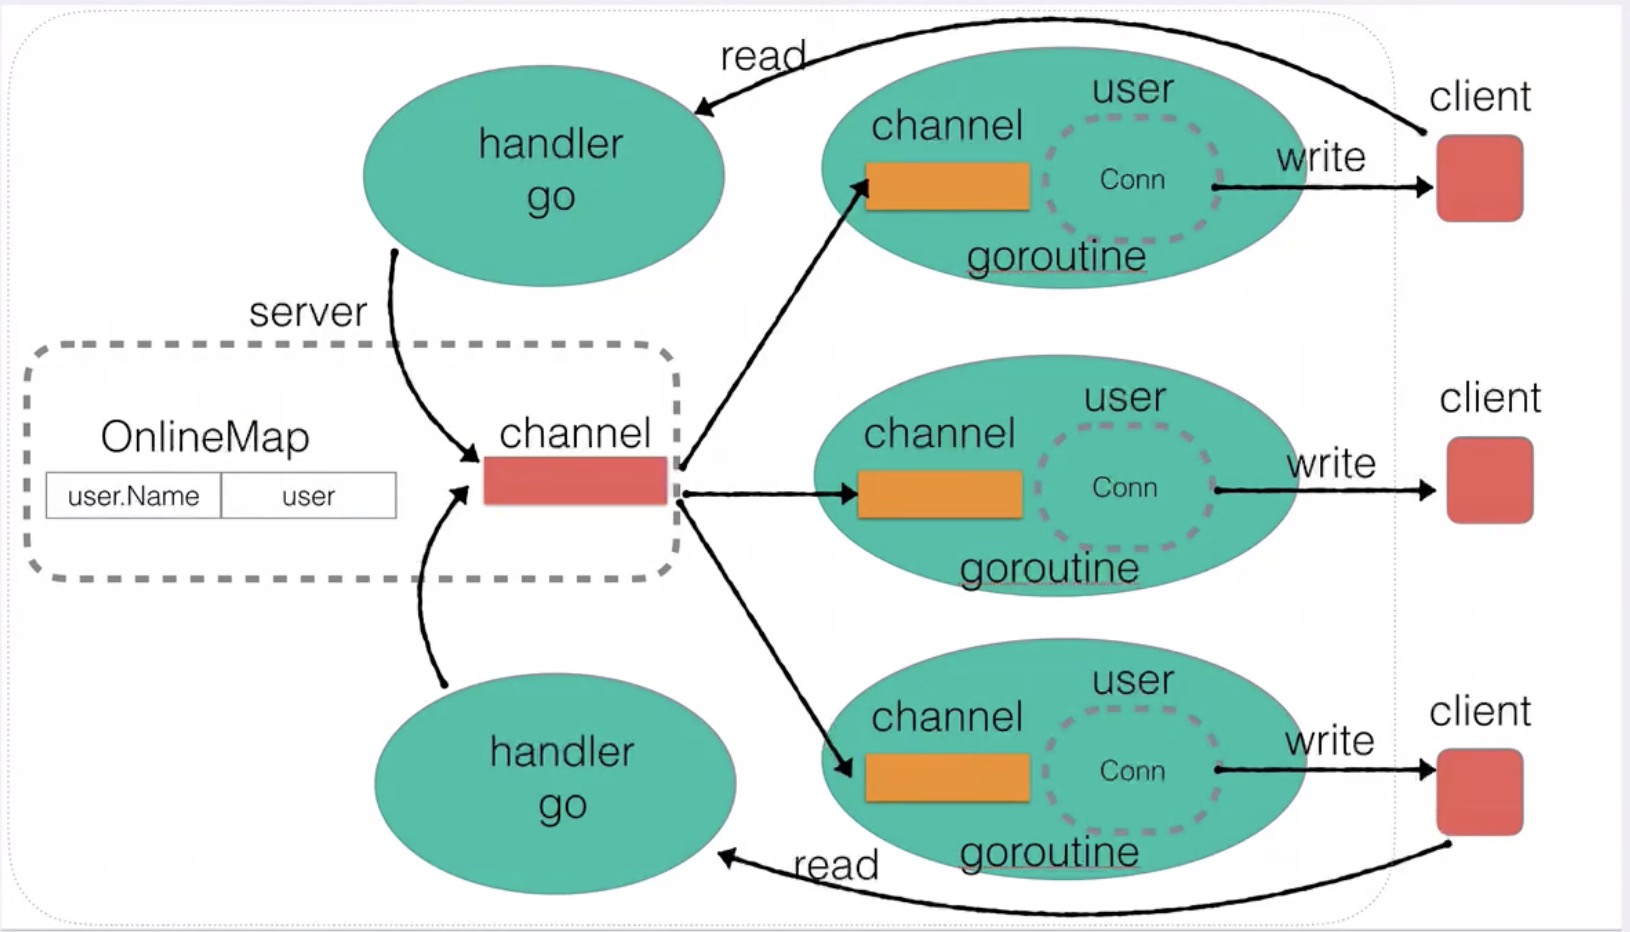 read
client
user
channel
handler
go
write
Conn
goroutine
server
user
client
channel
write
OnlineMap
channel
user.Name
user
Conn
goroutine
user
client
channel
write
handler
go
Conn
goroutine
read